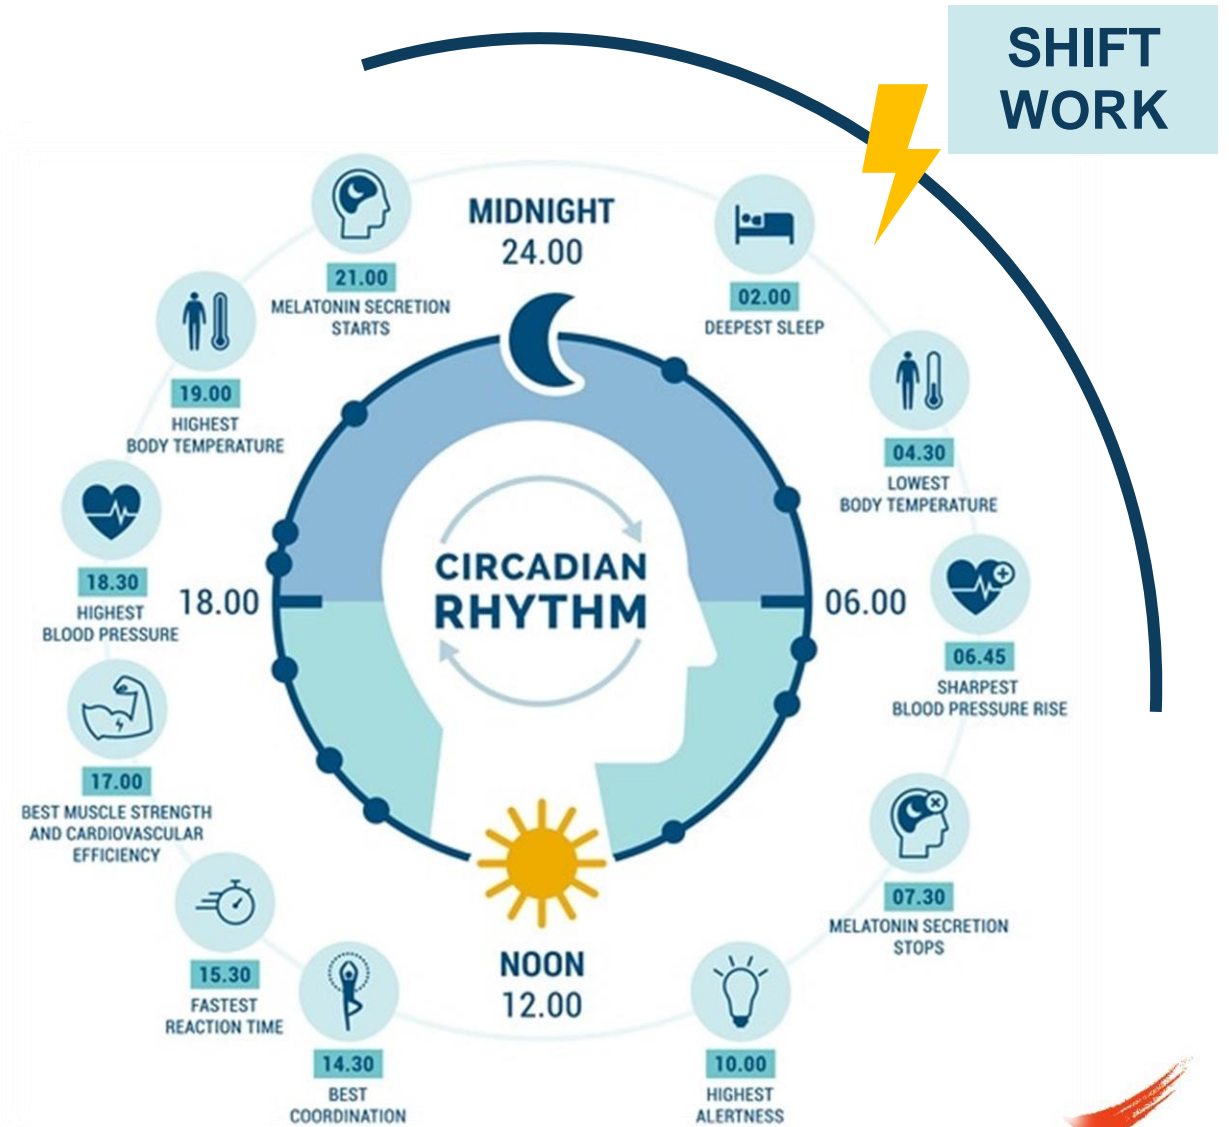 SHIFT
WORK
MIDNIGHT
24.00
02.00
DEEPEST SLEEP
04.30
LOWEST
BODY TEMPERATURE
06.00
06.45
SHARPEST
BLOOD PRESSURE RISE
07.30
MELATONIN SECRETION
STOPS
10.00
HIGHEST
ALERTNESS
NOON
12.00
14.30
BEST
COORDINATION
15.30
FASTEST
REACTION TIME
17.00
BEST MUSCLE STRENGTH
AND CARDIOVASCULAR
EFFICIENCY
18.00
18.30
HIGHEST
BLOOD PRESSURE
19.00
HIGHEST
BODY TEMPERATURE
21.00
MELATONIN SECRETION
STARTS
CIRCADIAN
RHYTHM